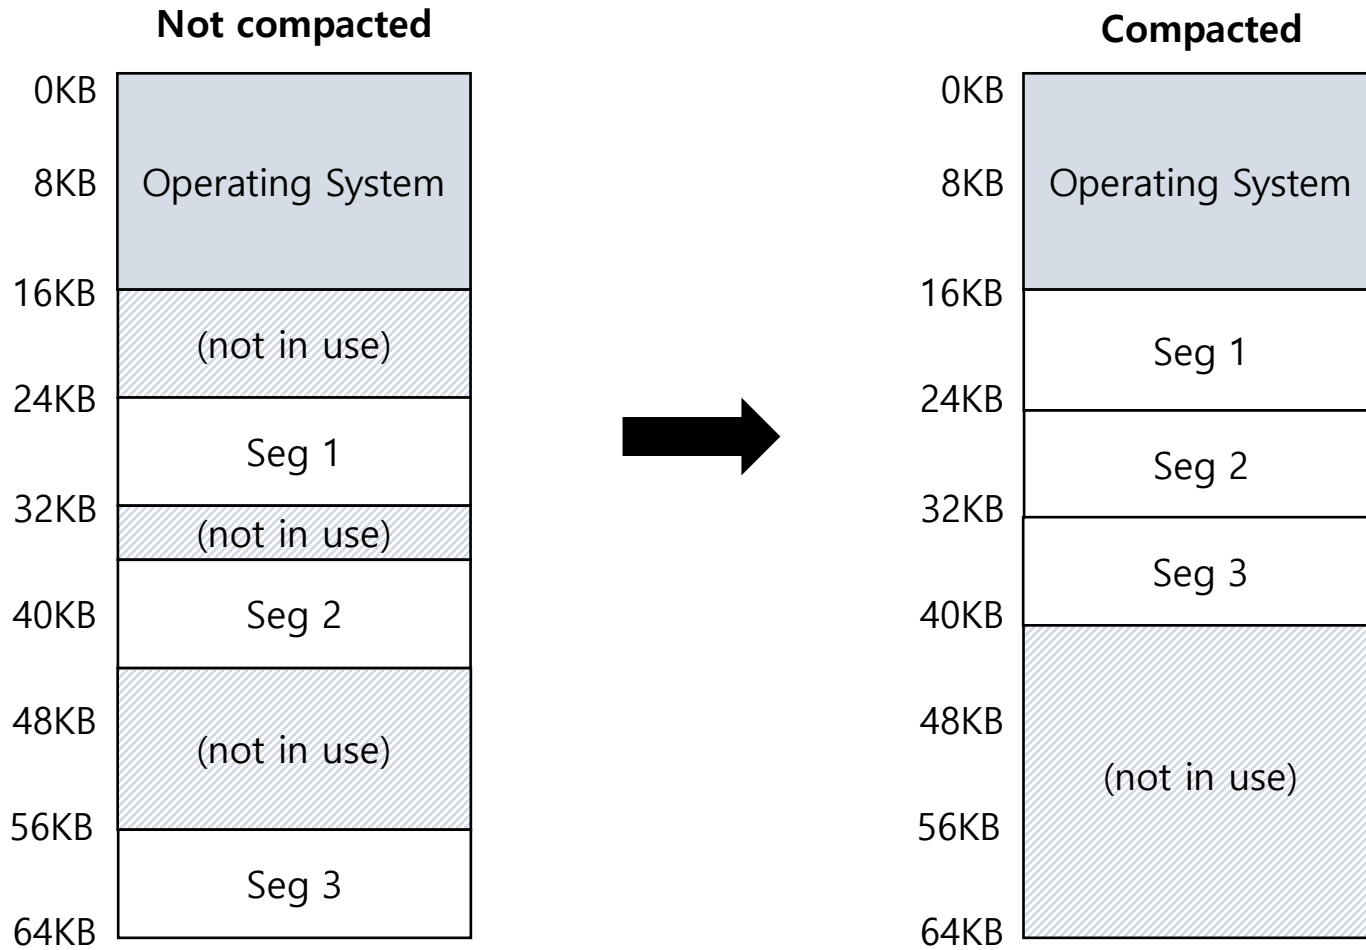 Not compacted
0KB
8KB
Operating System
16KB
(not in use)
24KB
Seg 1
32KB
(not in use)
Seg 2
40KB
48KB
(not in use)
56KB
Seg 3
64KB
Compacted
0KB
8KB
Operating System
16KB
Seg 1
24KB
Seg 2
32KB
Seg 3
40KB
48KB
(not in use)
56KB
64KB